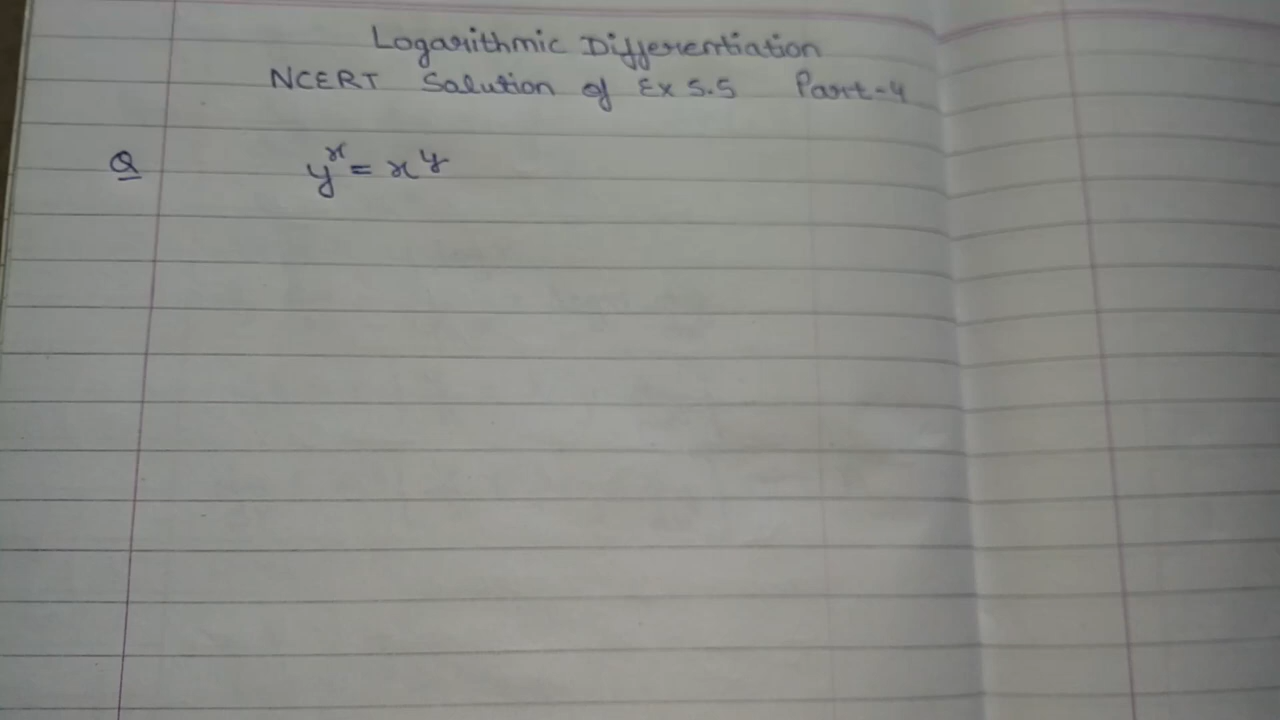 Logarithmic Differentiation
NCERT Solution of Ex 5.5 Part-4
Q y^x = x^y